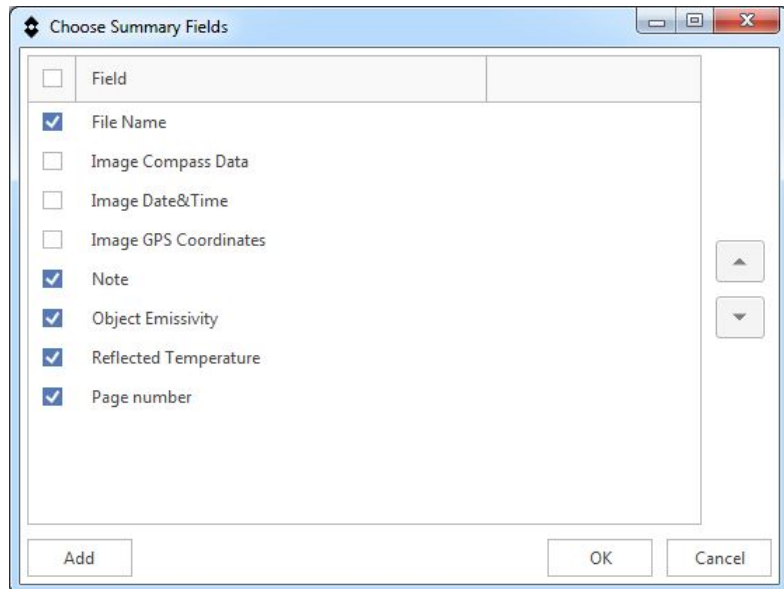 Choose Summary Fields
Field
File Name
Image Compass Data
Image Date&Time
Image GPS Coordinates
Note
Object Emissivity
Reflected Temperature
Page number
Add OK Cancel